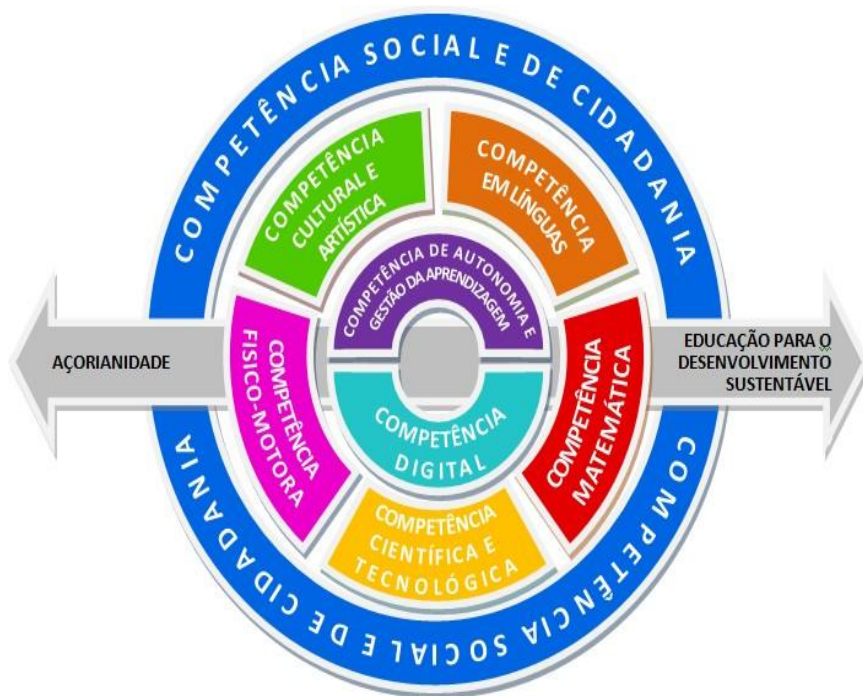 COMPETÊNCIA SOCIAL E DE CIDADANIA
COMPETÊNCIA
CULTURAL E
ARTÍSTICA
COMPETÊNCIA
EM LÍNGUAS
COMPETÊNCIA DE AUTONOMIA E
GESTÃO DA APRENDIZAGEM
AÇORIANIDADE
COMPETÊNCIA
FISICO-MOTORA
COMPETÊNCIA
MATEMÁTICA
EDUCAÇÃO PARA O
DESENVOLVIMENTO
SUSTENTÁVEL
COMPETÊNCIA
DIGITAL
COMPETÊNCIA
CIENTÍFICA E
TECNOLÓGICA
COMPETÊNCIA SOCIAL E DE CIDADANIA